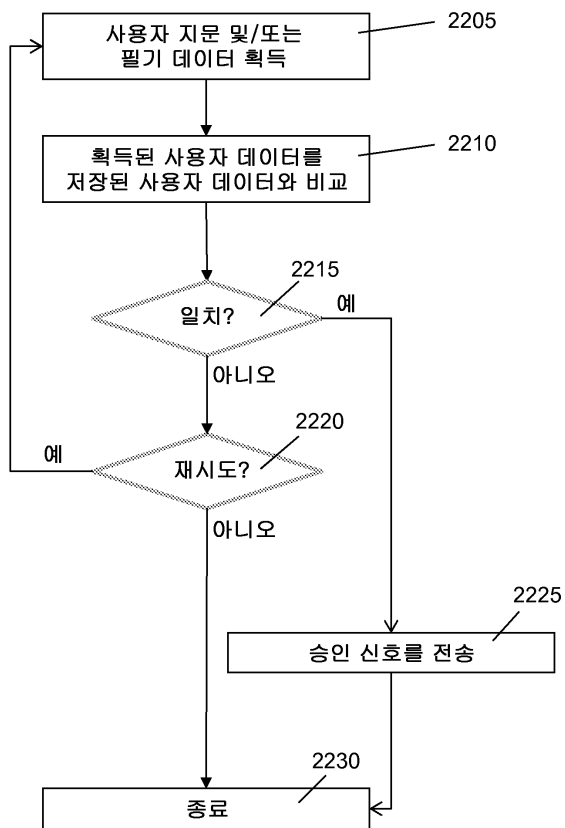 사용자 지문 및/또는
필기 데이터 획득
2205
획득된 사용자 데이터를
저장된 사용자 데이터와 비교
2210
2215
일치?
예
아니오
2220
예
재시도?
아니오
2225
승인 신호를 전송
2230
종료